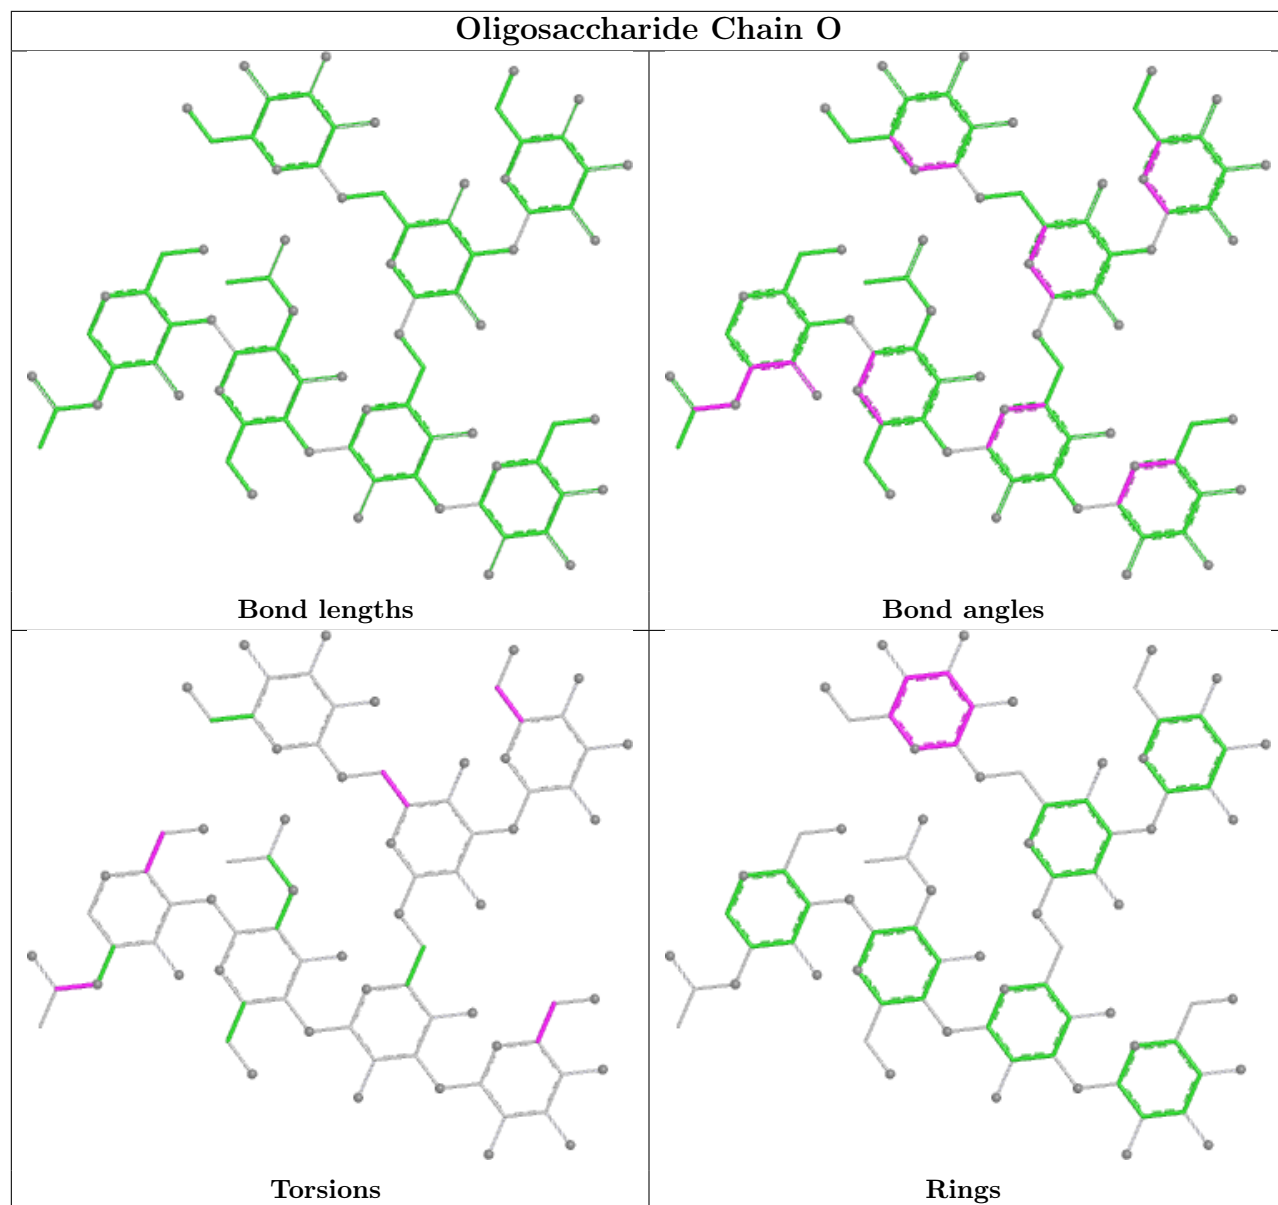 Oligosaccharide Chain O
Bond lengths
Bond angles
Torsions
Rings